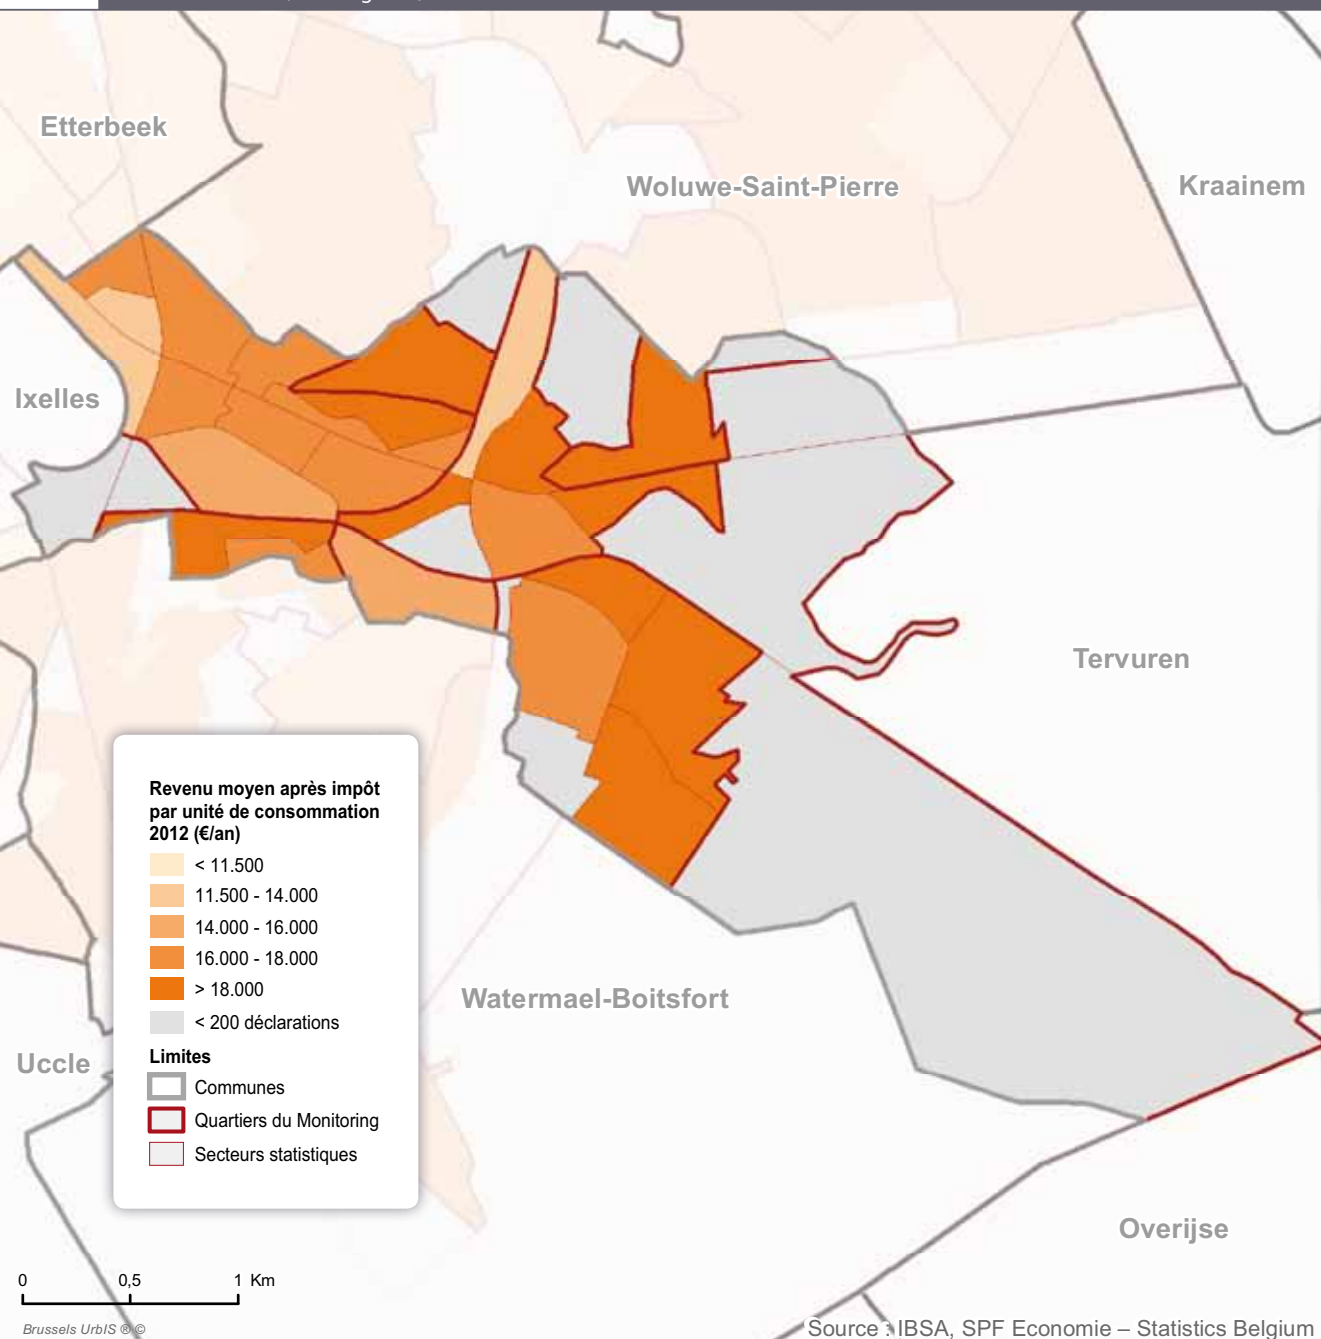 Etterbeek
Woluwe-Saint-Pierre
Kraainem
Ixelles
Tervuren
Revenu moyen après impôt
par unité de consommation
2012 (€/an)
< 11.500
11.500 - 14.000
14.000 - 16.000
16.000 - 18.000
> 18.000
< 200 déclarations
Limites
Communes
Quartiers du Monitoring
Secteurs statistiques
Watermael-Boitsfort
Uccle
Overijse
0 0,5 1 Km
Brussels UrbIS ® ©
Source : IBSA, SPF Economie – Statistics Belgium